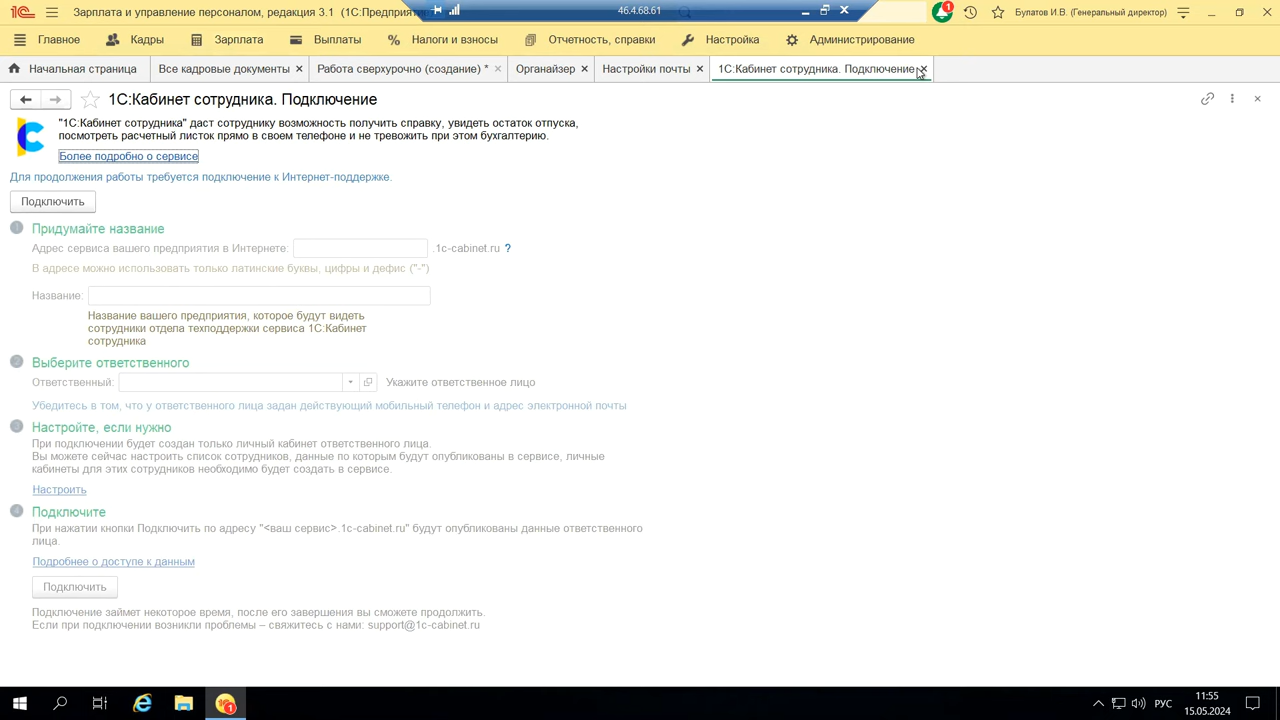 Зарплата и управление персоналом, редакция 3.1 (1С:Предприятие
46.4.68.61
1
Булатов И.В. (Генеральный директор)
Главное Кадры Зарплата Выплаты Налоги и взносы Отчетность, справки Настройка Администрирование
Начальная страница Все кадровые документы × Работа сверхурочно (создание) * × Органайзер × Настройки почты × 1С:Кабинет сотрудника. Подключение ×
1С:Кабинет сотрудника. Подключение
"1С:Кабинет сотрудника" даст сотруднику возможность получить справку, увидеть остаток отпуска,
посмотреть расчетный листок прямо в своем телефоне и не тревожить при этом бухгалтерию.
Более подробно о сервисе
Для продолжения работы требуется подключение к Интернет-поддержке.
Подключить
1 Придумайте название
Адрес сервиса вашего предприятия в Интернете: .1c-cabinet.ru ?
В адресе можно использовать только латинские буквы, цифры и дефис ("-")
Название:
Название вашего предприятия, которое будут видеть
сотрудники отдела техподдержки сервиса 1С:Кабинет
сотрудника
2 Выберите ответственного
Ответственный: Укажите ответственное лицо
Убедитесь в том, что у ответственного лица задан действующий мобильный телефон и адрес электронной почты
3 Настройте, если нужно
При подключении будет создан только личный кабинет ответственного лица.
Вы можете сейчас настроить список сотрудников, данные по которым будут опубликованы в сервисе, личные
кабинеты для этих сотрудников необходимо будет создать в сервисе.
Настроить
4 Подключите
При нажатии кнопки Подключить по адресу "<ваш сервис>.1c-cabinet.ru" будут опубликованы данные ответственного
лица.
Подробнее о доступе к данным
Подключить
Подключение займет некоторое время, после его завершения вы сможете продолжить.
Если при подключении возникли проблемы – свяжитесь с нами: support@1c-cabinet.ru
РУС
11:55
15.05.2024